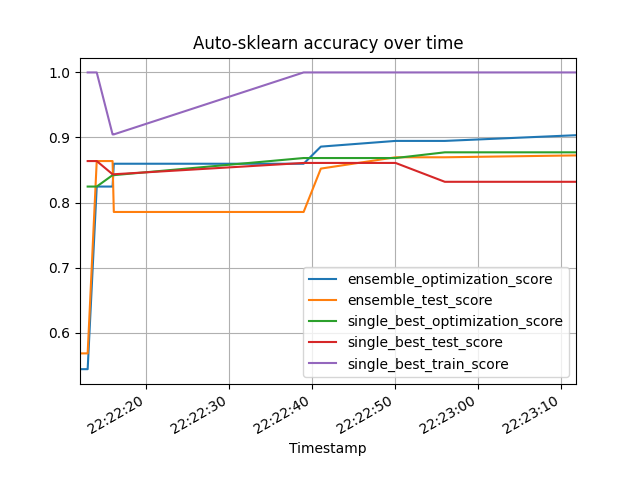 Auto-sklearn accuracy over time
1.0
0.9
0.8
0.7
0.6
ensemble_optimization_score
ensemble_test_score
single_best_optimization_score
single_best_test_score
single_best_train_score
22:22:20
22:22:30
22:22:40
22:22:50
22:23:00
22:23:10
Timestamp